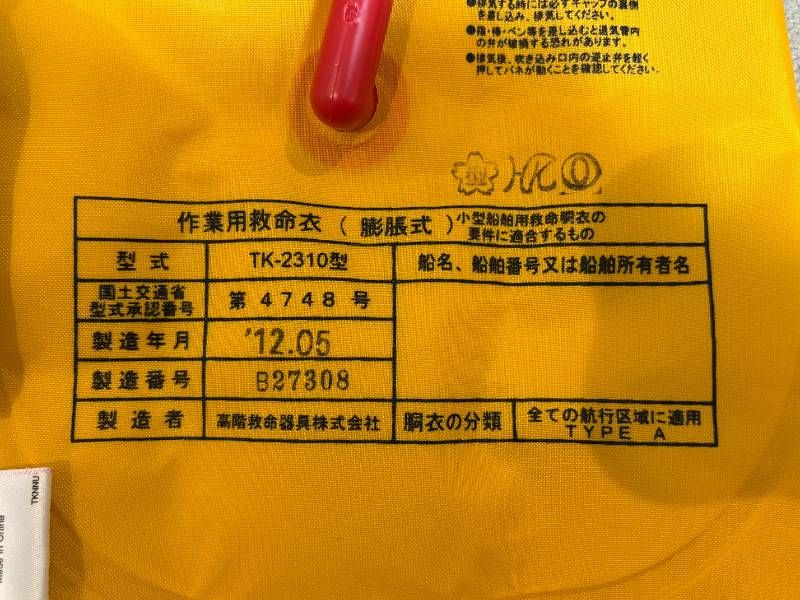 ●排気する時には必ずキャップの裏側
を差し込み、排気してください。
●指・棒・ペン等を差し込むと送気管内
の弁が破損する恐れがあります。
●排気後、吹き込み口内の逆止弁を軽く
押してバネが動くことを確認してください。
作業用救命衣(膨脹式)小型船舶用救命胴衣の
要件に適合するもの
型式 TK-2310型 船名、船舶番号又は船舶所有者名
国土交通省
型式承認番号 第4748号
製造年月 '12.05
製造番号 B27308
製造者 高階救命器具株式会社 胴衣の分類 全ての航行区域に適用
TYPE A
TKNNU
Made in China